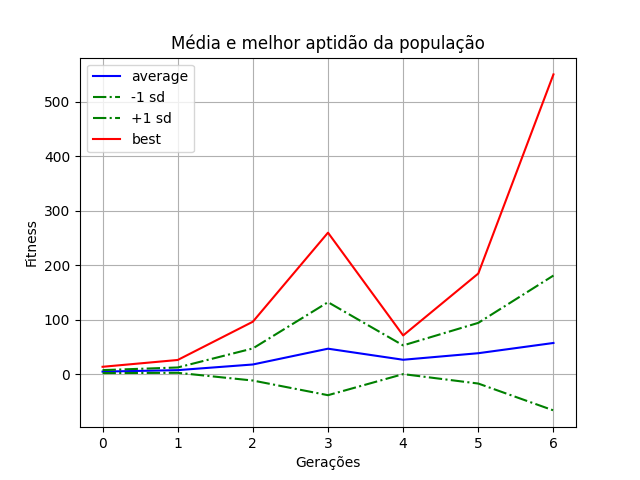 Média e melhor aptidão da população
average
-1 sd
+1 sd
best
Fitness
500
400
300
200
100
0
0 1 2 3 4 5 6
Gerações